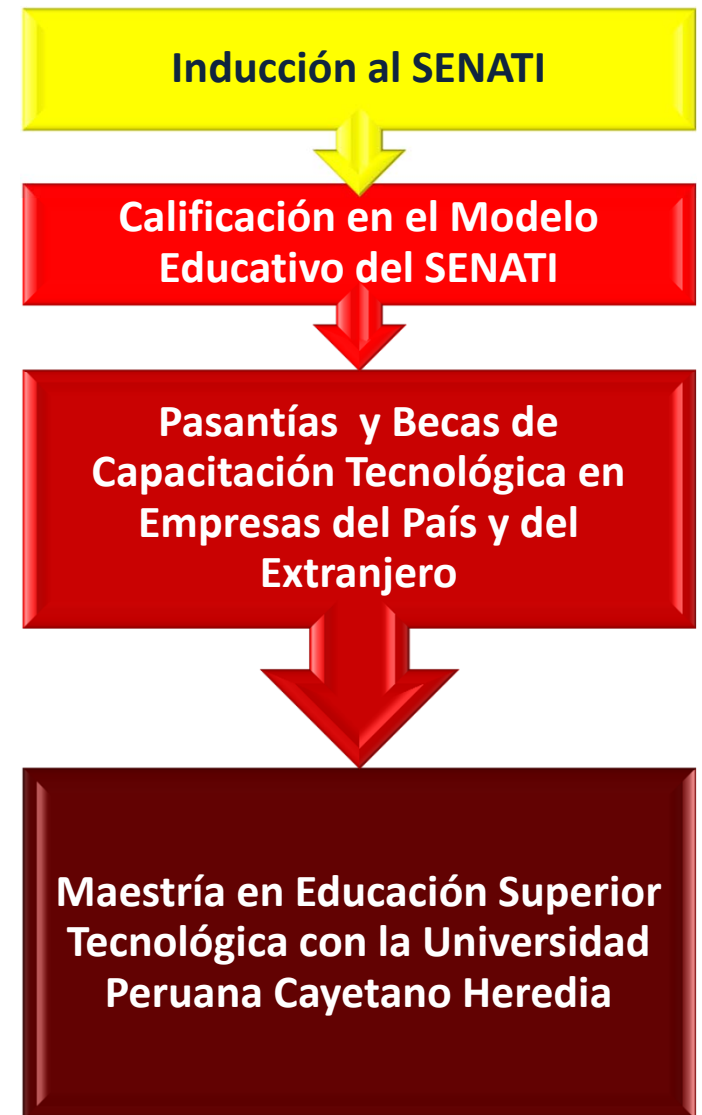 Inducción al SENATI
Calificación en el Modelo
Educativo del SENATI
Pasantías y Becas de
Capacitación Tecnológica en
Empresas del País y del
Extranjero
Maestría en Educación Superior
Tecnológica con la Universidad
Peruana Cayetano Heredia